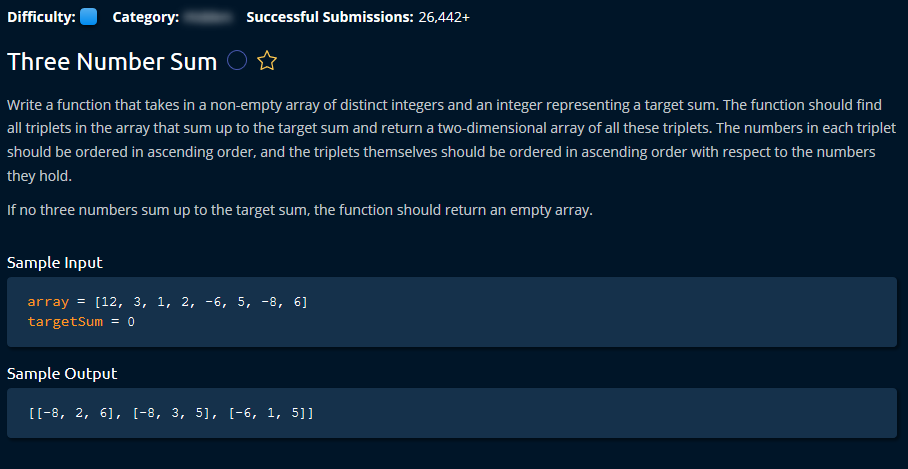 Difficulty: Category: Successful Submissions: 26,442+
Three Number Sum
Write a function that takes in a non-empty array of distinct integers and an integer representing a target sum. The function should find
all triplets in the array that sum up to the target sum and return a two-dimensional array of all these triplets. The numbers in each triplet
should be ordered in ascending order, and the triplets themselves should be ordered in ascending order with respect to the numbers
they hold.
If no three numbers sum up to the target sum, the function should return an empty array.
Sample Input
array = [12, 3, 1, 2, -6, 5, -8, 6]
targetSum = 0
Sample Output
[[-8, 2, 6], [-8, 3, 5], [-6, 1, 5]]